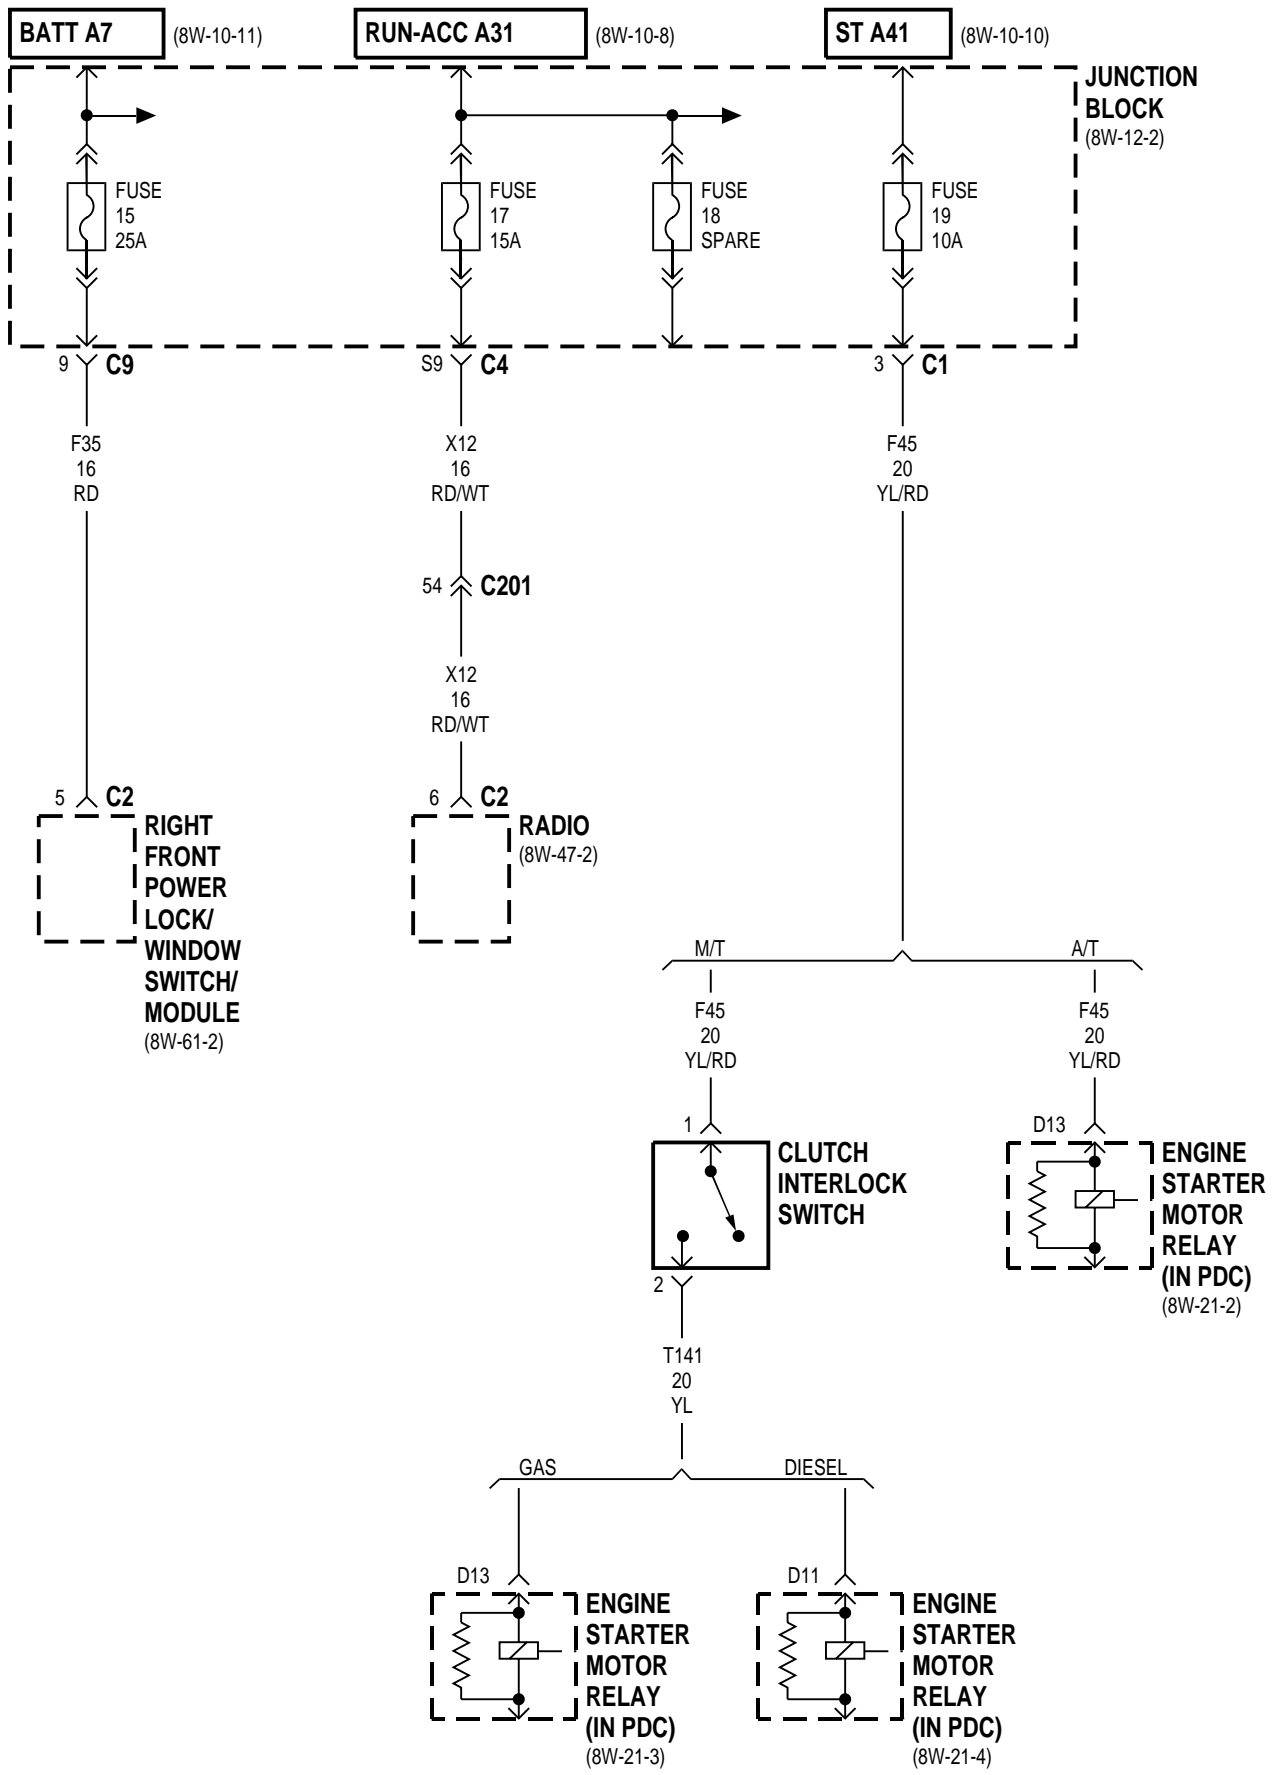 BATT A7 (8W-10-11)
RUN-ACC A31 (8W-10-8)
ST A41 (8W-10-10)
JUNCTION
BLOCK
(8W-12-2)
FUSE
15
25A
FUSE
17
15A
FUSE
18
SPARE
FUSE
19
10A
9 C9
S9 C4
3 C1
F35
16
RD
X12
16
RD/WT
F45
20
YL/RD
54 C201
X12
16
RD/WT
5 C2
6 C2
RIGHT
FRONT
POWER
LOCK/
WINDOW
SWITCH/
MODULE
(8W-61-2)
RADIO
(8W-47-2)
M/T
A/T
F45
20
YL/RD
F45
20
YL/RD
1
CLUTCH
INTERLOCK
SWITCH
2
D13
ENGINE
STARTER
MOTOR
RELAY
(IN PDC)
(8W-21-2)
T141
20
YL
GAS
DIESEL
D13
ENGINE
STARTER
MOTOR
RELAY
(IN PDC)
(8W-21-3)
D11
ENGINE
STARTER
MOTOR
RELAY
(IN PDC)
(8W-21-4)